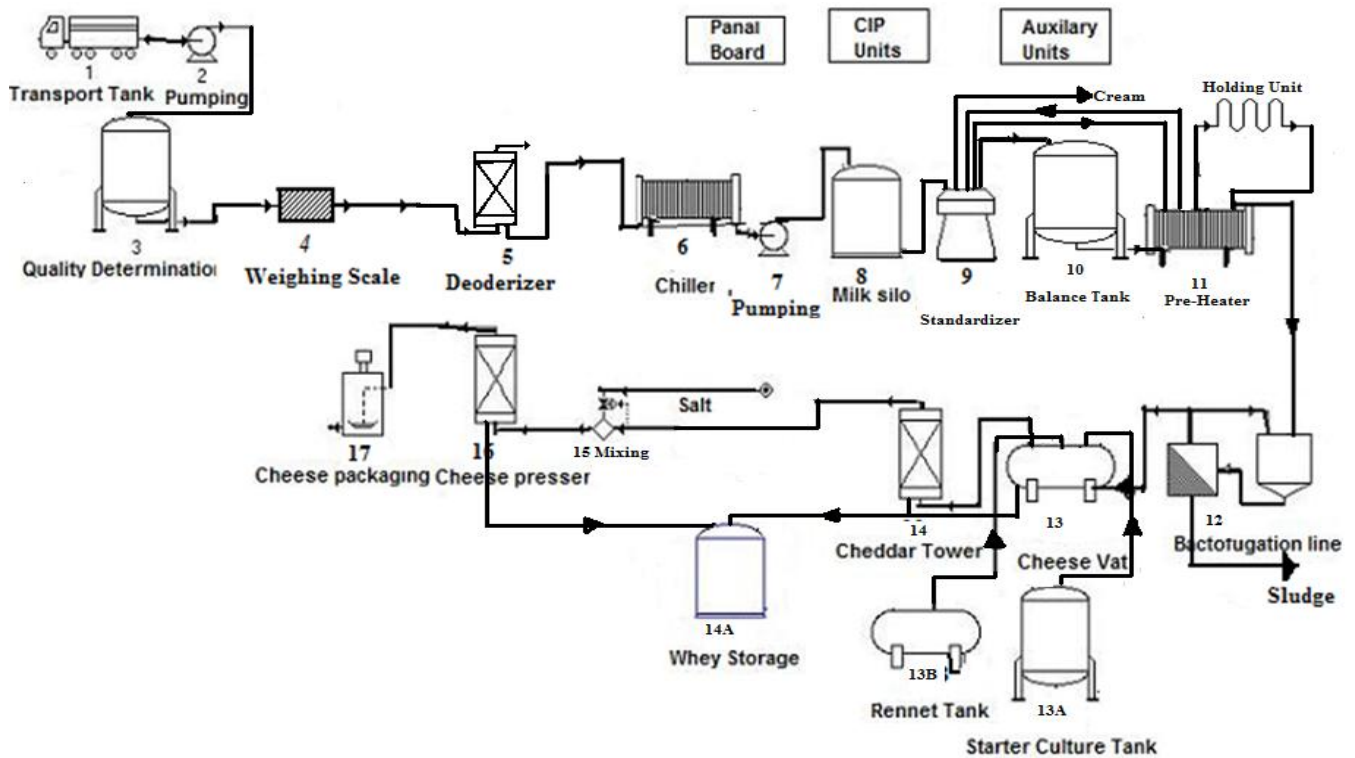 Panal
Board
CIP
Units
Auxilary
Units
1
Transport Tank
2
Pumping
Cream
Holding Unit
3
Quality Determination
4
Weighing Scale
5
Deoderizer
6
Chiller
7
Pumping
8
Milk silo
9
Standardizer
10
Balance Tank
11
Pre-Heater
17
Cheese packaging
16
Cheese presser
15 Mixing
Salt
14
Cheddar Tower
13
Cheese Vat
12
Bactofugation line
Sludge
14A
Whey Storage
13B
Rennet Tank
13A
Starter Culture Tank